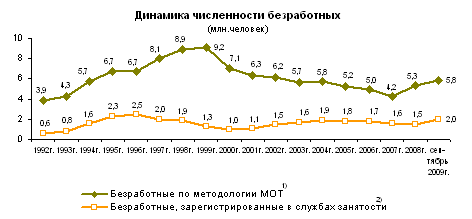 Динамика численности безработных
(млн.человек)
10
8
6
4
2
0
3,9 4,3 5,7 6,7 6,7 8,1 8,9 9,2 7,1 6,3 6,2 5,7 5,8 5,2 5,0 4,2 5,3 5,8
0,6 0,8 1,6 2,3 2,5 2,0 1,9 1,3 1,0 1,1 1,5 1,6 1,9 1,8 1,8 1,7 1,6 1,5 2,0
1992г. 1993г. 1994г. 1995г. 1996г. 1997г. 1998г. 1999г. 2000г. 2001г. 2002г. 2003г. 2004г. 2005г. 2006г. 2007г. 2008г. сен-
тябрь
2009г.
Безработные по методологии МОТ1)
Безработные, зарегистрированные в службах занятости2)